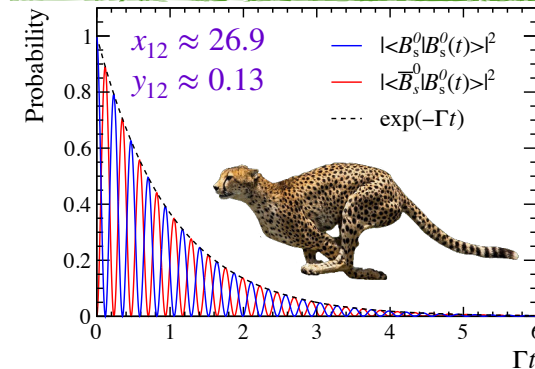 Probability
1
0.8
0.6
0.4
0.2
0
x₁₂ ≈ 26.9
y₁₂ ≈ 0.13
|<B⁰ₛ|B⁰ₛ(t)>|²
|<B̅⁰ₛ|B⁰ₛ(t)>|²
exp(−Γt)
0 1 2 3 4 5 6
Γt